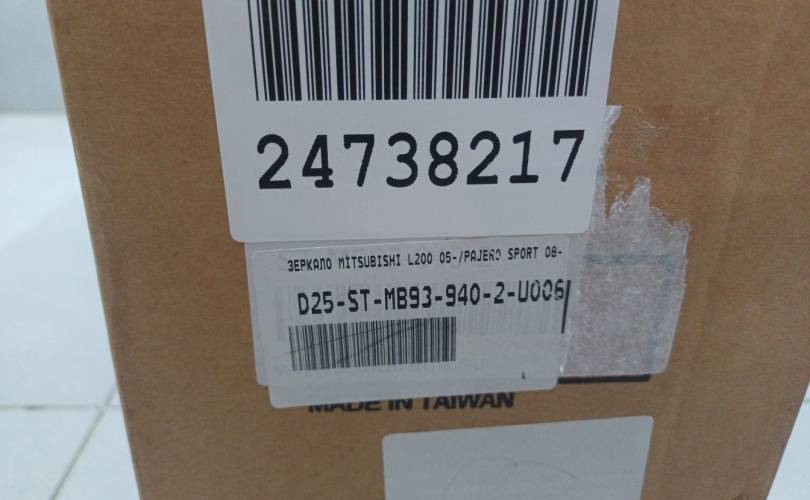 24738217
ЗЕРКАЛО MITSUBISHI L200 05-/PAJERO SPORT 08-
D25-ST-MB93-940-2-U006
MADE IN TAIWAN